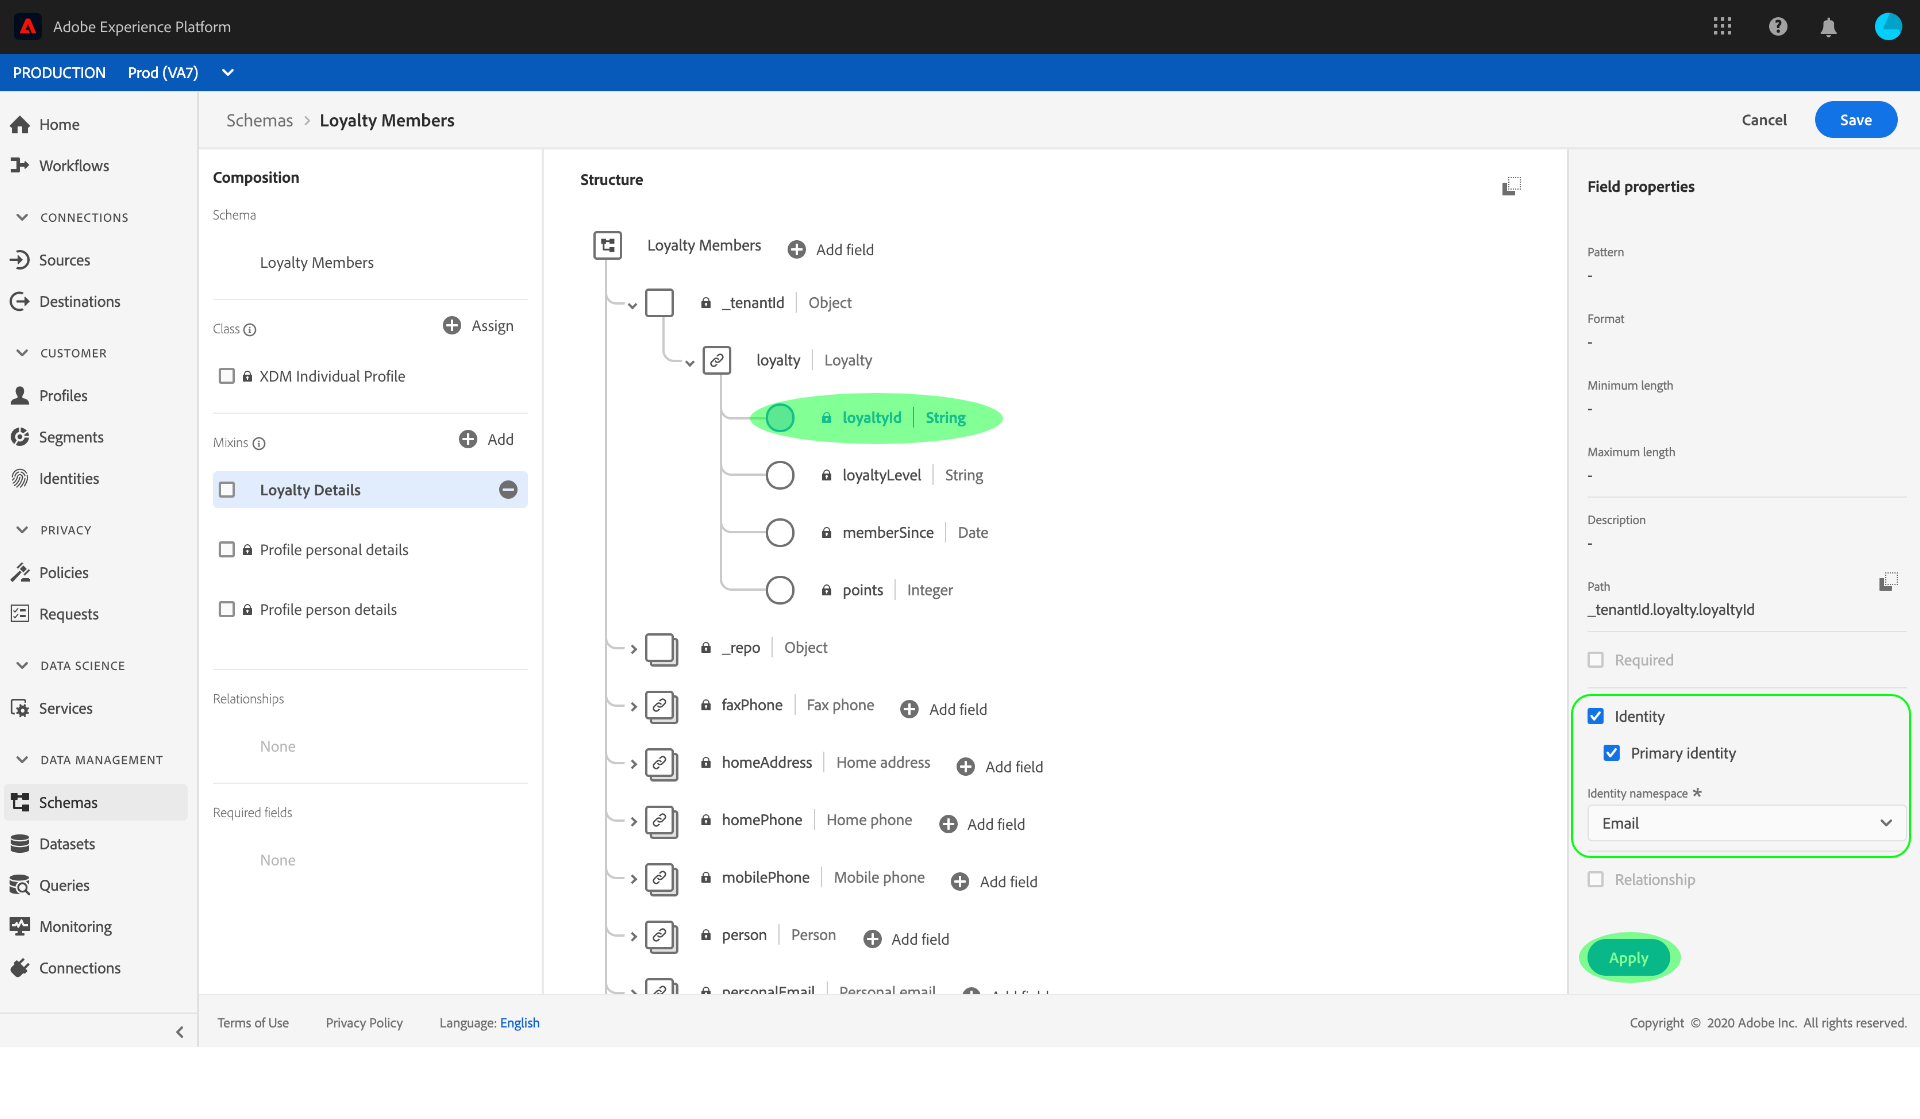 Adobe Experience Platform
PRODUCTION Prod (VA7)
Home
Workflows
CONNECTIONS
Sources
Destinations
CUSTOMER
Profiles
Segments
Identities
PRIVACY
Policies
Requests
DATA SCIENCE
Services
DATA MANAGEMENT
Schemas
Datasets
Queries
Monitoring
Connections
Schemas > Loyalty Members
Cancel
Save
Composition
Schema
Loyalty Members
Class
Assign
XDM Individual Profile
Mixins
Add
Loyalty Details
Profile personal details
Profile person details
Relationships
None
Required fields
None
Structure
Loyalty Members Add field
_tenantId | Object
loyalty | Loyalty
loyaltyId | String
loyaltyLevel | String
memberSince | Date
points | Integer
_repo | Object
faxPhone | Fax phone Add field
homeAddress | Home address Add field
homePhone | Home phone Add field
mobilePhone | Mobile phone Add field
person | Person Add field
personalEmail | Personal email Add field
Field properties
Pattern
-
Format
-
Minimum length
-
Maximum length
-
Description
-
Path
_tenantId.loyalty.loyaltyId
Required
Identity
Primary identity
Identity namespace *
Email
Relationship
Apply
Terms of Use Privacy Policy Language: English
Copyright © 2020 Adobe Inc. All rights reserved.